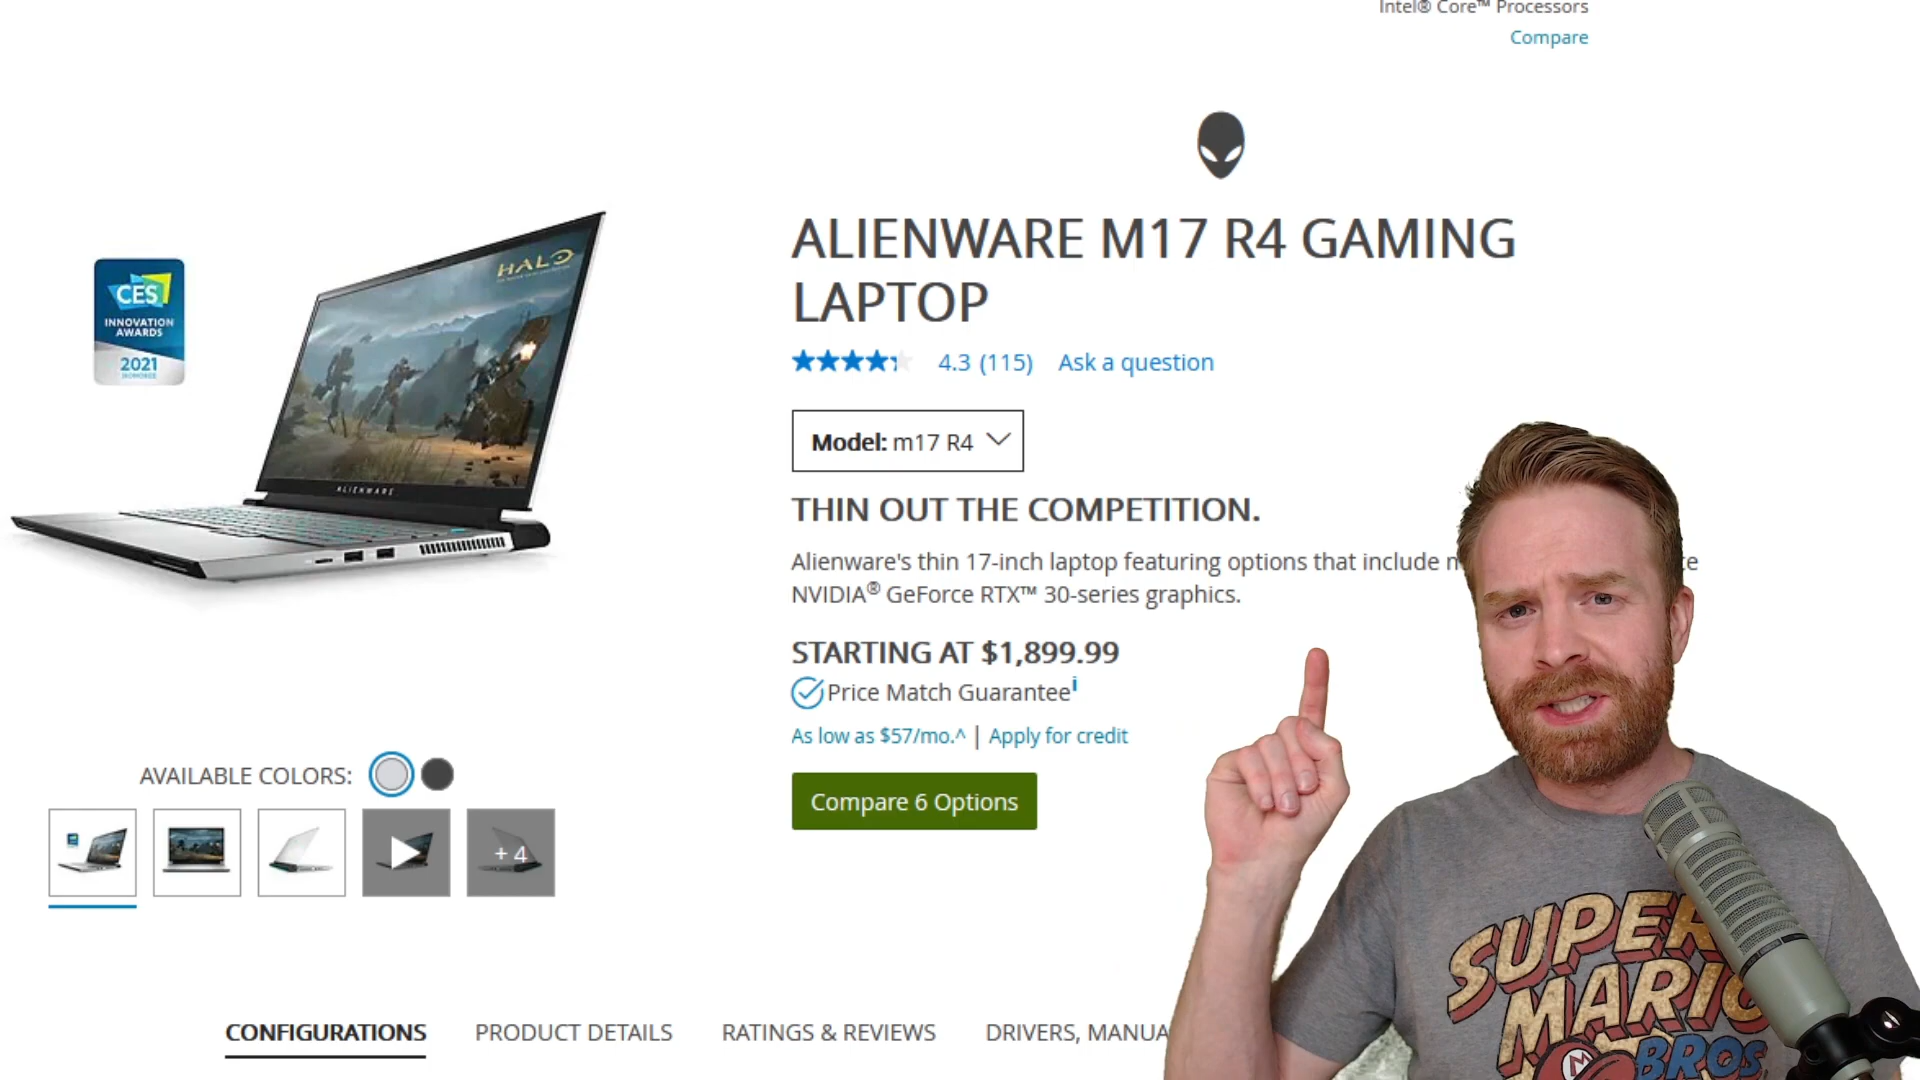 Intel® Core™ Processors
Compare
CES
INNOVATION
AWARDS
2021
HONOREE
HALO
ALIENWARE
ALIENWARE M17 R4 GAMING
LAPTOP
4.3 (115) Ask a question
Model: m17 R4
THIN OUT THE COMPETITION.
Alienware's thin 17-inch laptop featuring options that include
NVIDIA® GeForce RTX™ 30-series graphics.
STARTING AT $1,899.99
Price Match Guaranteeⁱ
As low as $57/mo.^ | Apply for credit
Compare 6 Options
AVAILABLE COLORS:
+ 4
CONFIGURATIONS PRODUCT DETAILS RATINGS & REVIEWS DRIVERS, MANUA
SUPER
MARIO
BROS
M